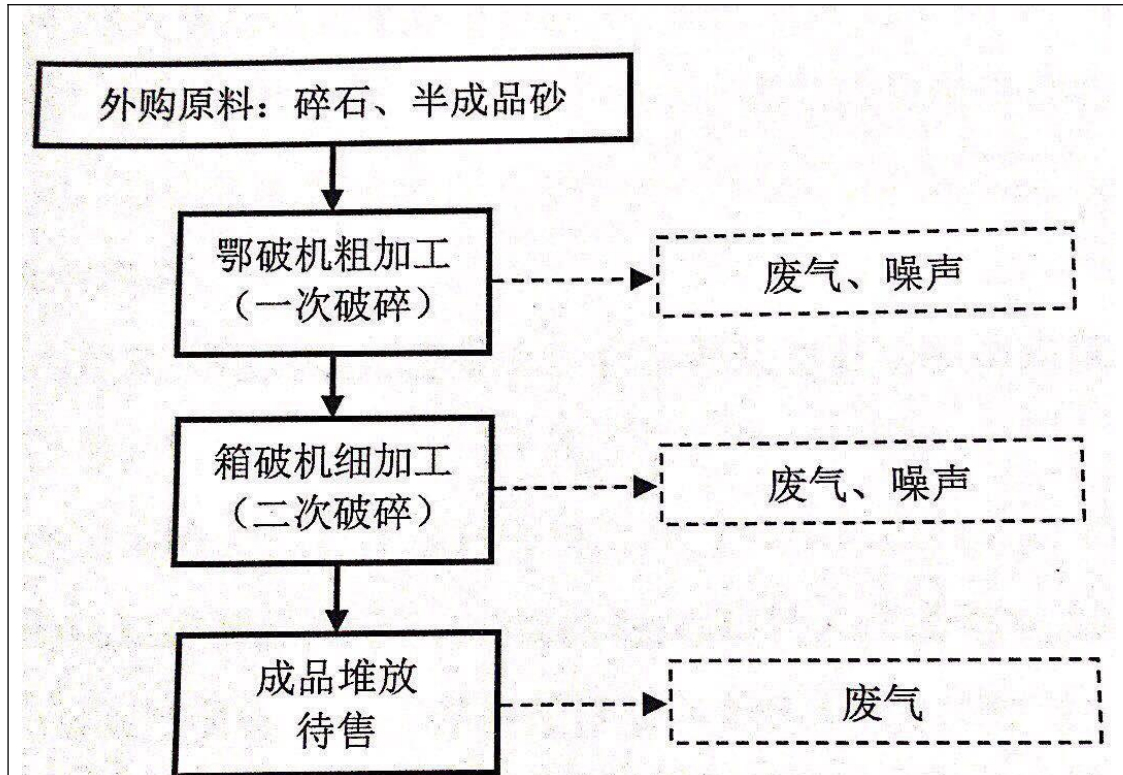 外购原料：碎石、半成品砂
鄂破机粗加工
（一次破碎）
废气、噪声
箱破机细加工
（二次破碎）
废气、噪声
成品堆放
待售
废气